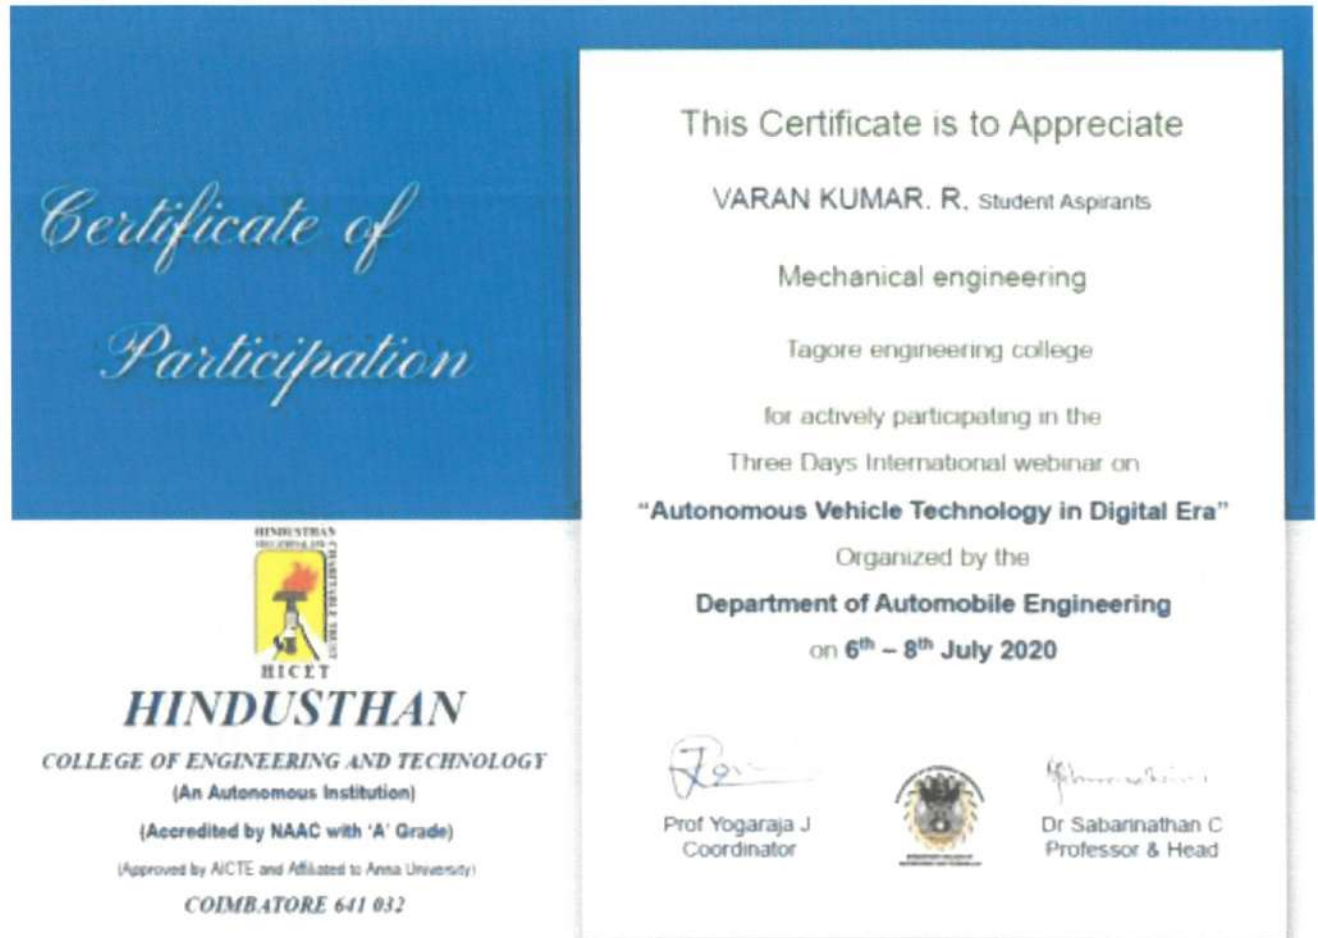 Certificate of
Participation
This Certificate is to Appreciate
VARAN KUMAR. R, Student Aspirants
Mechanical engineering
Tagore engineering college
for actively participating in the
Three Days International webinar on
"Autonomous Vehicle Technology in Digital Era"
Organized by the
Department of Automobile Engineering
on 6th – 8th July 2020
Prof Yogaraja J
Coordinator
Dr Sabarinathan C
Professor & Head
HINDUSTHAN
CHARITABLE TRUST
HICET
HINDUSTHAN
COLLEGE OF ENGINEERING AND TECHNOLOGY
(An Autonomous Institution)
(Accredited by NAAC with 'A' Grade)
(Approved by AICTE and Affiliated to Anna University)
COIMBATORE 641 032